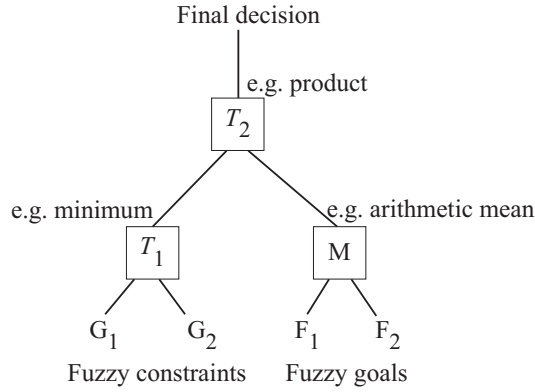 Final decision
e.g. product
T2
e.g. minimum
e.g. arithmetic mean
T1
M
G1 G2 F1 F2
Fuzzy constraints Fuzzy goals